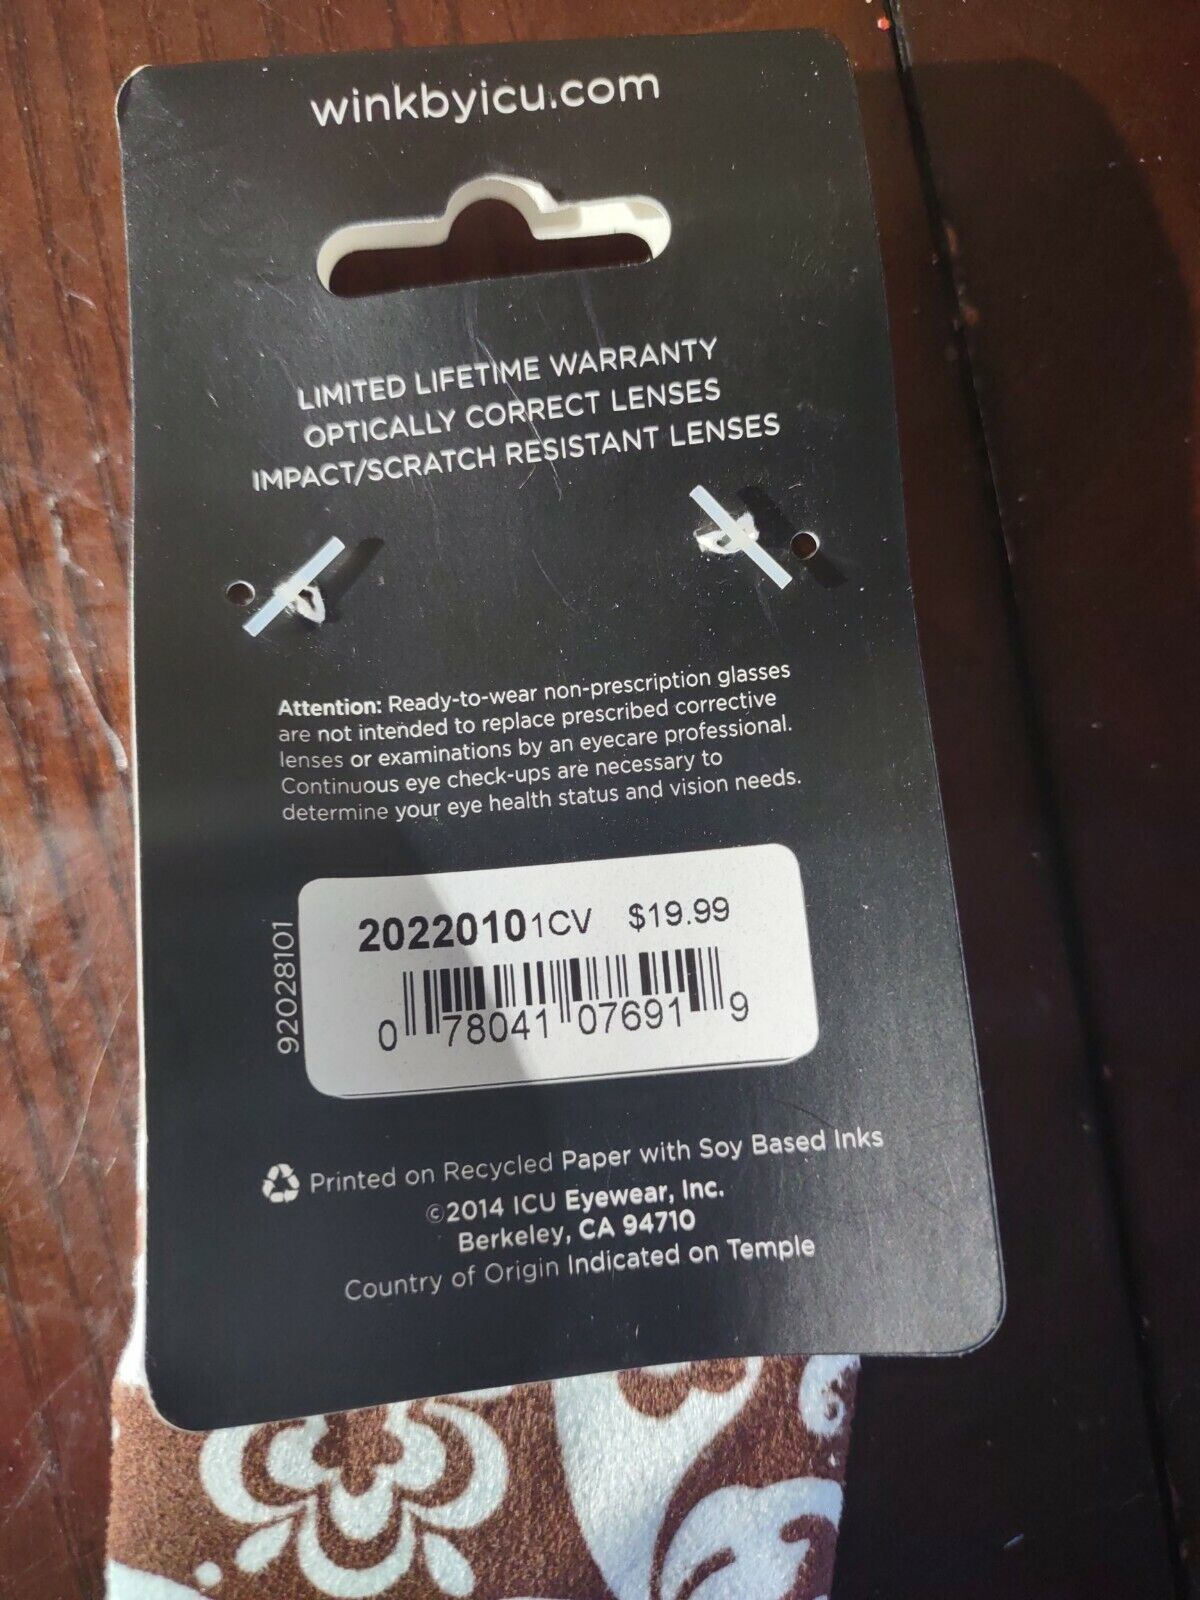 winkbyicu.com
LIMITED LIFETIME WARRANTY
OPTICALLY CORRECT LENSES
IMPACT/SCRATCH RESISTANT LENSES
Attention: Ready-to-wear non-prescription glasses
are not intended to replace prescribed corrective
lenses or examinations by an eyecare professional.
Continuous eye check-ups are necessary to
determine your eye health status and vision needs.
92028101
20220101CV $19.99
0 78041 07691 9
Printed on Recycled Paper with Soy Based Inks
©2014 ICU Eyewear, Inc.
Berkeley, CA 94710
Country of Origin Indicated on Temple